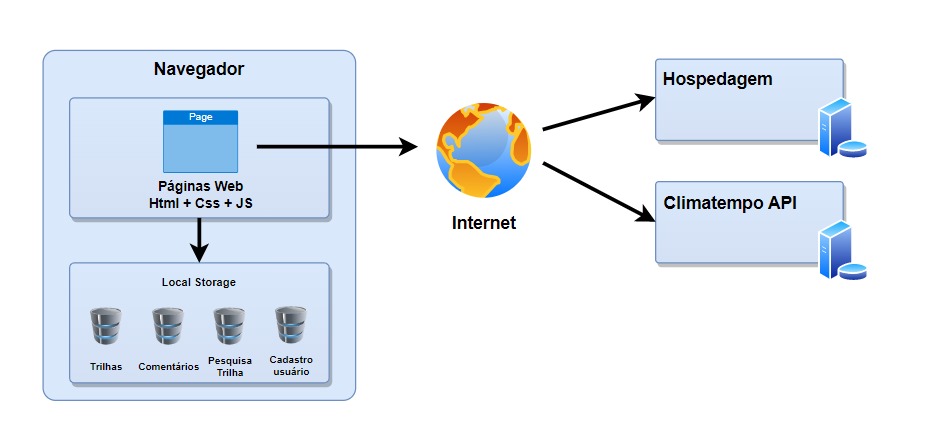 Navegador
Page
Páginas Web
Html + Css + JS
Local Storage
Trilhas
Comentários
Pesquisa
Trilha
Cadastro
usuário
Internet
Hospedagem
Climatempo API